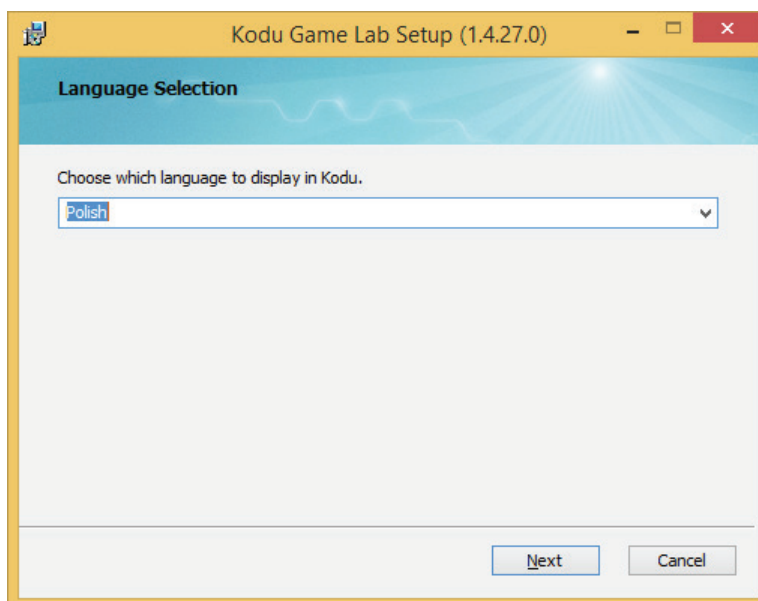 Kodu Game Lab Setup (1.4.27.0)
Language Selection
Choose which language to display in Kodu.
Polish
Next
Cancel